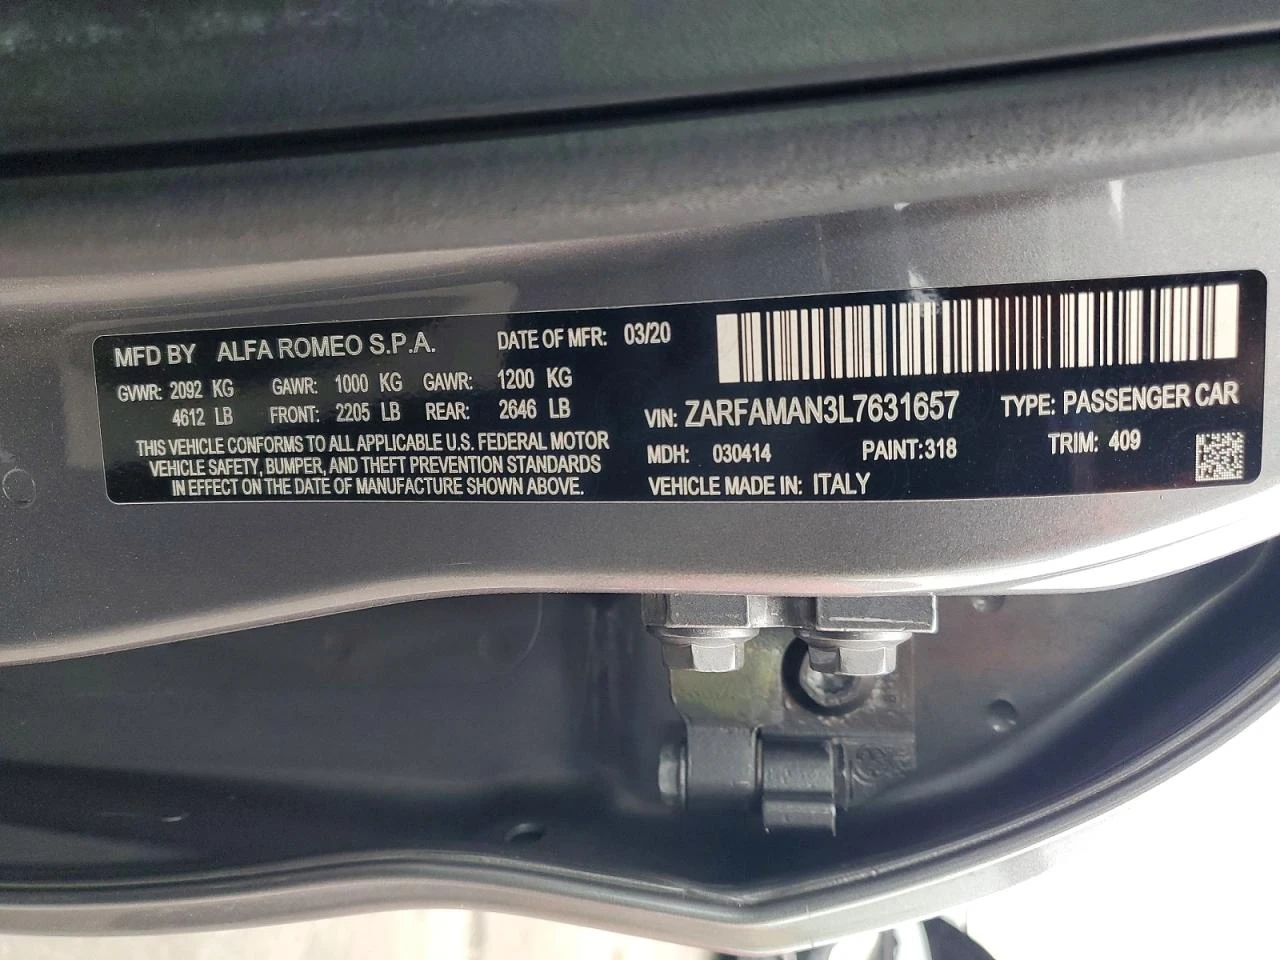 MFD BY ALFA ROMEO S.P.A. DATE OF MFR: 03/20
GVWR: 2092 KG GAWR: 1000 KG GAWR: 1200 KG
4612 LB FRONT: 2205 LB REAR: 2646 LB
THIS VEHICLE CONFORMS TO ALL APPLICABLE U.S. FEDERAL MOTOR
VEHICLE SAFETY, BUMPER, AND THEFT PREVENTION STANDARDS
IN EFFECT ON THE DATE OF MANUFACTURE SHOWN ABOVE.
VIN: ZARFAMAN3L7631657 TYPE: PASSENGER CAR
MDH: 030414 PAINT:318 TRIM: 409
VEHICLE MADE IN: ITALY